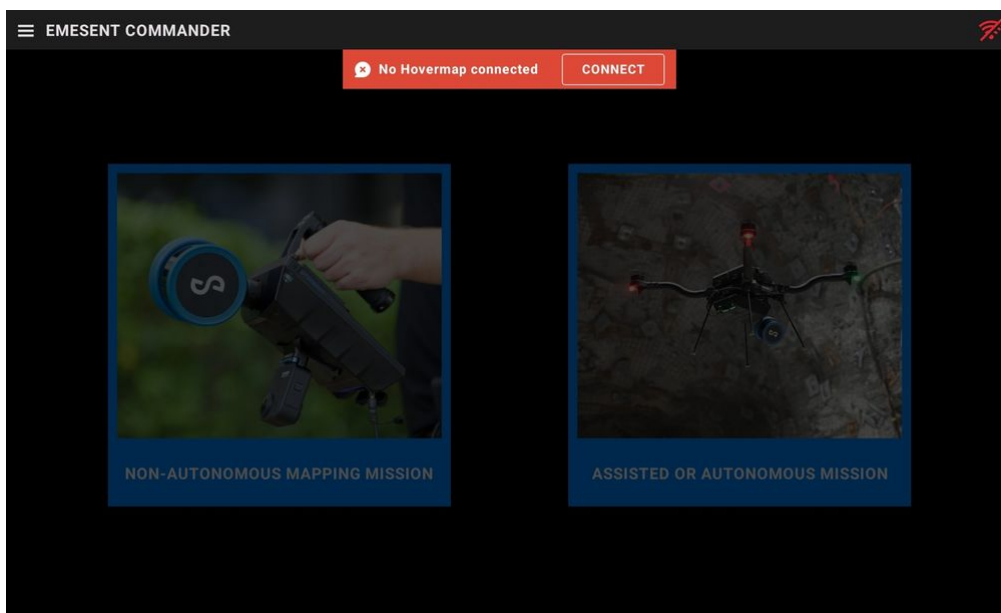 EMESENT COMMANDER
No Hovermap connected
CONNECT
NON-AUTONOMOUS MAPPING MISSION
ASSISTED OR AUTONOMOUS MISSION